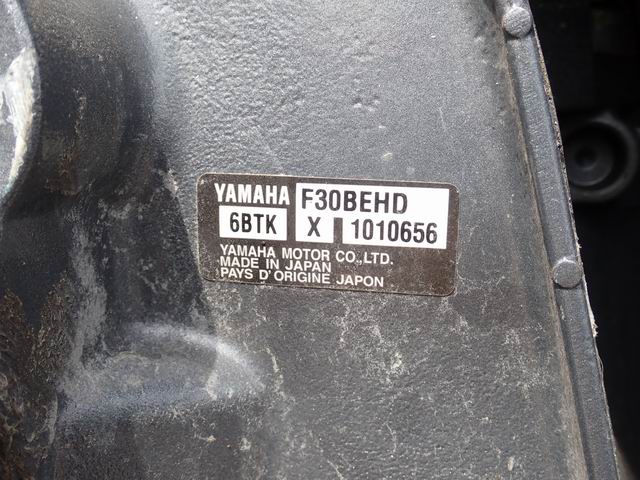 YAMAHA F30BEHD
6BTK X 1010656
YAMAHA MOTOR CO.,LTD.
MADE IN JAPAN
PAYS D'ORIGINE JAPON